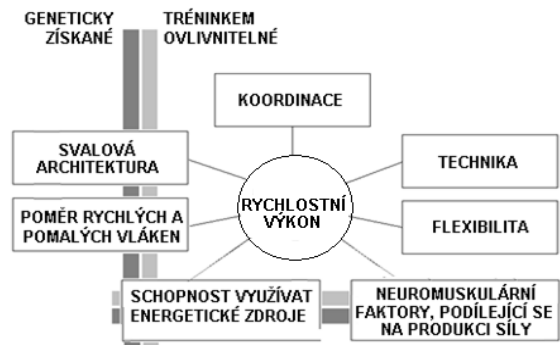 GENETICKY
ZÍSKANÉ
TRÉNINKEM
OVLIVNITELNÉ
KOORDINACE
SVALOVÁ
ARCHITEKTURA
TECHNIKA
RYCHLOSTNÍ
VÝKON
POMĚR RYCHLÝCH A
POMALÝCH VLÁKEN
FLEXIBILITA
SCHOPNOST VYUŽÍVAT
ENERGETICKÉ ZDROJE
NEUROMUSKULÁRNÍ
FAKTORY, PODÍLEJÍCÍ SE
NA PRODUKCI SÍLY